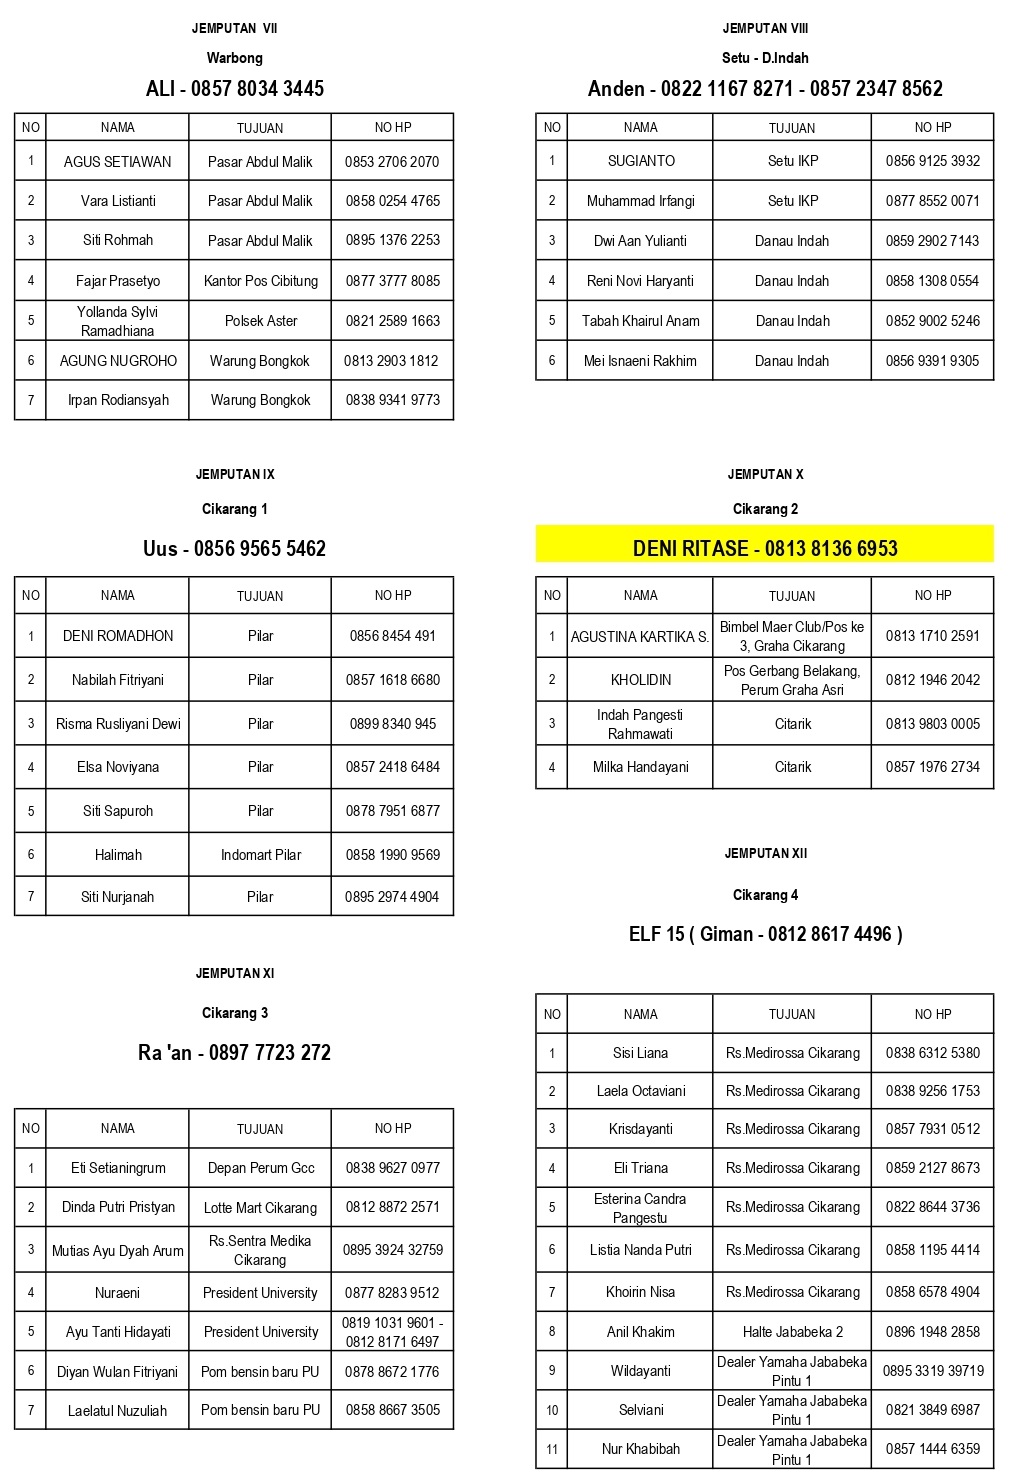 JEMPUTAN VII
Warbong
ALI - 0857 8034 3445
NO NAMA TUJUAN NO HP
1 AGUS SETIAWAN Pasar Abdul Malik 0853 2706 2070
2 Vara Listianti Pasar Abdul Malik 0858 0254 4765
3 Siti Rohmah Pasar Abdul Malik 0895 1376 2253
4 Fajar Prasetyo Kantor Pos Cibitung 0877 3777 8085
5 Yollanda Sylvi Ramadhiana Polsek Aster 0821 2589 1663
6 AGUNG NUGROHO Warung Bongkok 0813 2903 1812
7 Irpan Rodiansyah Warung Bongkok 0838 9341 9773
JEMPUTAN VIII
Setu - D.Indah
Anden - 0822 1167 8271 - 0857 2347 8562
NO NAMA TUJUAN NO HP
1 SUGIANTO Setu IKP 0856 9125 3932
2 Muhammad Irfangi Setu IKP 0877 8552 0071
3 Dwi Aan Yulianti Danau Indah 0859 2902 7143
4 Reni Novi Haryanti Danau Indah 0858 1308 0554
5 Tabah Khairul Anam Danau Indah 0852 9002 5246
6 Mei Isnaeni Rakhim Danau Indah 0856 9391 9305
JEMPUTAN IX
Cikarang 1
Uus - 0856 9565 5462
NO NAMA TUJUAN NO HP
1 DENI ROMADHON Pilar 0856 8454 491
2 Nabilah Fitriyani Pilar 0857 1618 6680
3 Risma Rusliyani Dewi Pilar 0899 8340 945
4 Elsa Noviyana Pilar 0857 2418 6484
5 Siti Sapuroh Pilar 0878 7951 6877
6 Halimah Indomart Pilar 0858 1990 9569
7 Siti Nurjanah Pilar 0895 2974 4904
JEMPUTAN X
Cikarang 2
DENI RITASE - 0813 8136 6953
NO NAMA TUJUAN NO HP
1 AGUSTINA KARTIKA S. Bimbel Maer Club/Pos ke 3, Graha Cikarang 0813 1710 2591
2 KHOLIDIN Pos Gerbang Belakang, Perum Graha Asri 0812 1946 2042
3 Indah Pangesti Rahmawati Citarik 0813 9803 0005
4 Milka Handayani Citarik 0857 1976 2734
JEMPUTAN XI
Cikarang 3
Ra 'an - 0897 7723 272
NO NAMA TUJUAN NO HP
1 Eti Setianingrum Depan Perum Gcc 0838 9627 0977
2 Dinda Putri Pristyan Lotte Mart Cikarang 0812 8872 2571
3 Mutias Ayu Dyah Arum Rs.Sentra Medika Cikarang 0895 3924 32759
4 Nuraeni President University 0877 8283 9512
5 Ayu Tanti Hidayati President University 0819 1031 9601 - 0812 8171 6497
6 Diyan Wulan Fitriyani Pom bensin baru PU 0878 8672 1776
7 Laelatul Nuzuliah Pom bensin baru PU 0858 8667 3505
JEMPUTAN XII
Cikarang 4
ELF 15 ( Giman - 0812 8617 4496 )
NO NAMA TUJUAN NO HP
1 Sisi Liana Rs.Medirossa Cikarang 0838 6312 5380
2 Laela Octaviani Rs.Medirossa Cikarang 0838 9256 1753
3 Krisdayanti Rs.Medirossa Cikarang 0857 7931 0512
4 Eli Triana Rs.Medirossa Cikarang 0859 2127 8673
5 Esterina Candra Pangestu Rs.Medirossa Cikarang 0822 8644 3736
6 Listia Nanda Putri Rs.Medirossa Cikarang 0858 1195 4414
7 Khoirin Nisa Rs.Medirossa Cikarang 0858 6578 4904
8 Anil Khakim Halte Jababeka 2 0896 1948 2858
9 Wildayanti Dealer Yamaha Jababeka Pintu 1 0895 3319 39719
10 Selviani Dealer Yamaha Jababeka Pintu 1 0821 3849 6987
11 Nur Khabibah Dealer Yamaha Jababeka Pintu 1 0857 1444 6359